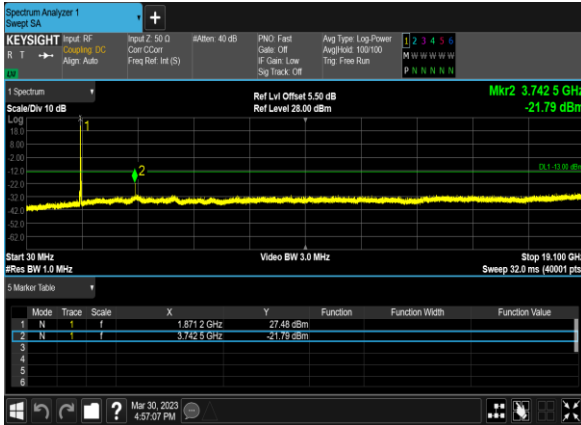 Spectrum Analyzer 1
Swept SA
KEYSIGHT Input: RF Input Z: 50 Ω #Atten: 40 dB PNO: Fast Avg Type: Log-Power 1 2 3 4 5 6
R T Coupling: DC Corr CCorr Gate: Off Avg|Hold: 100/100 M W W W W W
Align: Auto Freq Ref: Int (S) IF Gain: Low Trig: Free Run
LV Sig Track: Off P N N N N N
1 Spectrum Ref Lvl Offset 5.50 dB Mkr2 3.742 5 GHz
Scale/Div 10 dB Ref Level 28.00 dBm -21.79 dBm
Log
1
18.0
8.00
-2.00
-12.0 2 DL1 -13.00 dBm
-22.0
-32.0
-42.0
-52.0
-62.0
Start 30 MHz Video BW 3.0 MHz Stop 19.100 GHz
#Res BW 1.0 MHz Sweep 32.0 ms (40001 pts)
5 Marker Table
Mode Trace Scale X Y Function Function Width Function Value
1 N 1 f 1.871 2 GHz 27.48 dBm
2 N 1 f 3.742 5 GHz -21.79 dBm
3
4
5
6
? Mar 30, 2023
4:57:07 PM